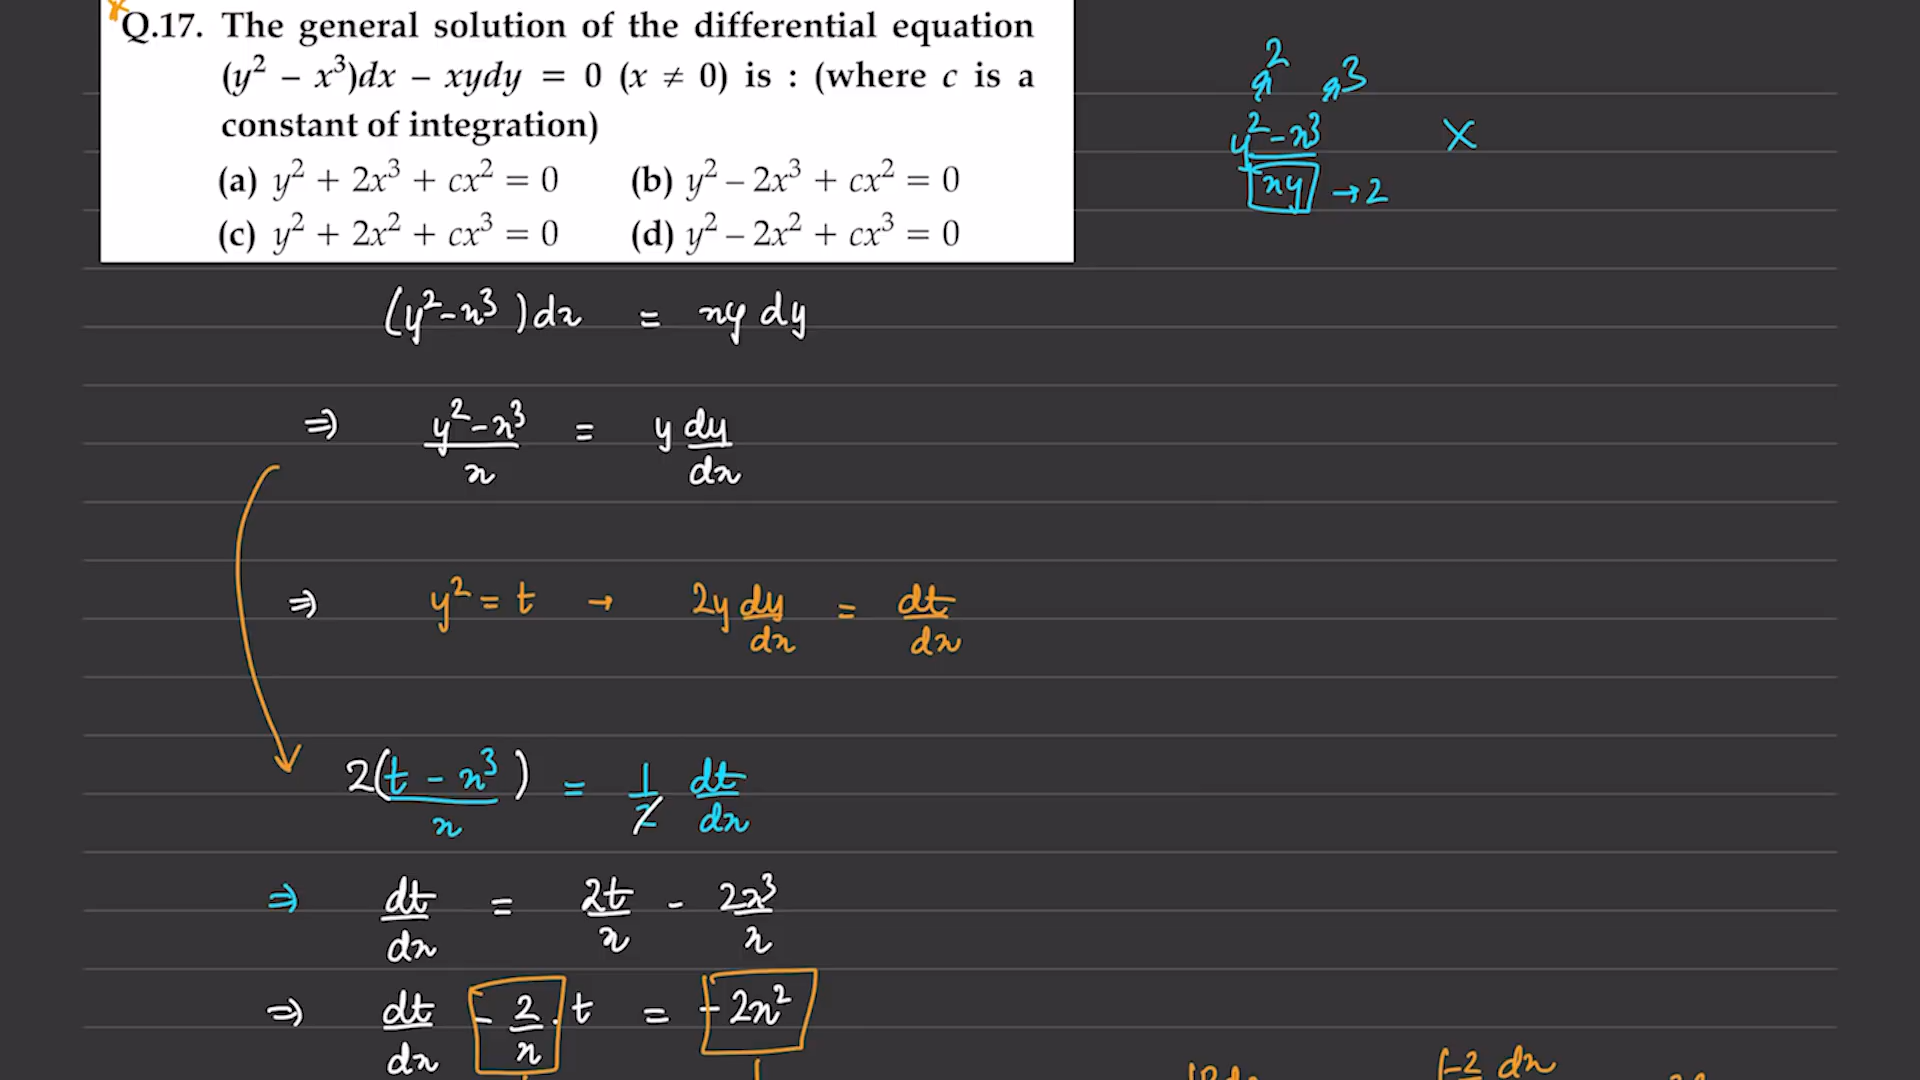 Q.17. The general solution of the differential equation
(y² – x³)dx – xydy = 0 (x ≠ 0) is : (where c is a
constant of integration)
(a) y² + 2x³ + cx² = 0 (b) y² – 2x³ + cx² = 0
(c) y² + 2x² + cx³ = 0 (d) y² – 2x² + cx³ = 0
x² x³
(y² - x³)/(xy) → 2 X
(y² - x³) dx = xy dy
⇒ (y² - x³)/x = y dy/dx
⇒ y² = t → 2y dy/dx = dt/dx
2(t - x³)/x = 1/2 dt/dx
⇒ dt/dx = 2t/x - 2x³/x
⇒ dt/dx - 2/x . t = -2x²